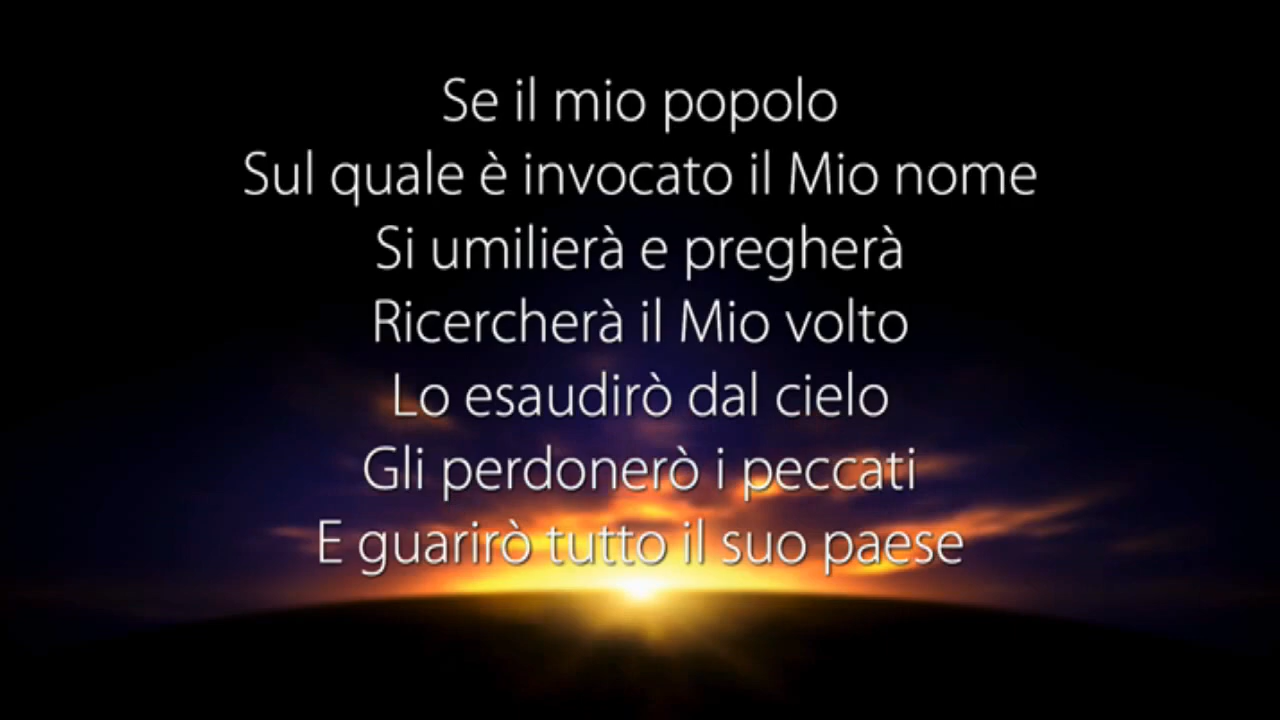 Se il mio popolo
Sul quale è invocato il Mio nome
Si umilierà e pregherà
Ricercherà il Mio volto
Lo esaudirò dal cielo
Gli perdonerò i peccati
E guarirò tutto il suo paese